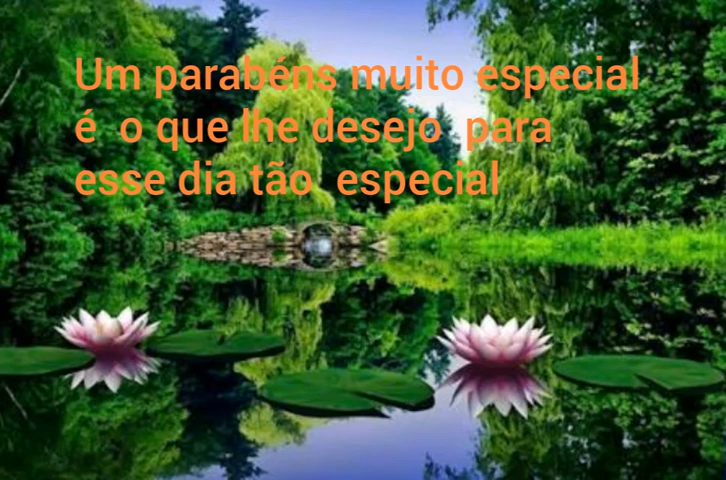 Um parabéns muito especial
é o que lhe desejo para
esse dia tão especial